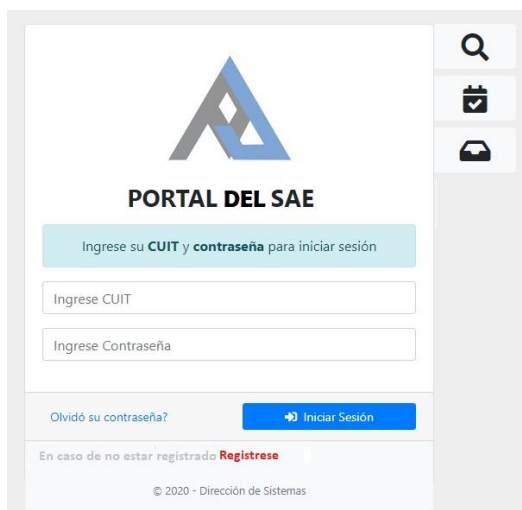 PORTAL DEL SAE
Ingrese su CUIT y contraseña para iniciar sesión
Ingrese CUIT
Ingrese Contraseña
Olvidó su contraseña?
Iniciar Sesión
En caso de no estar registrado Registrese
© 2020 - Dirección de Sistemas